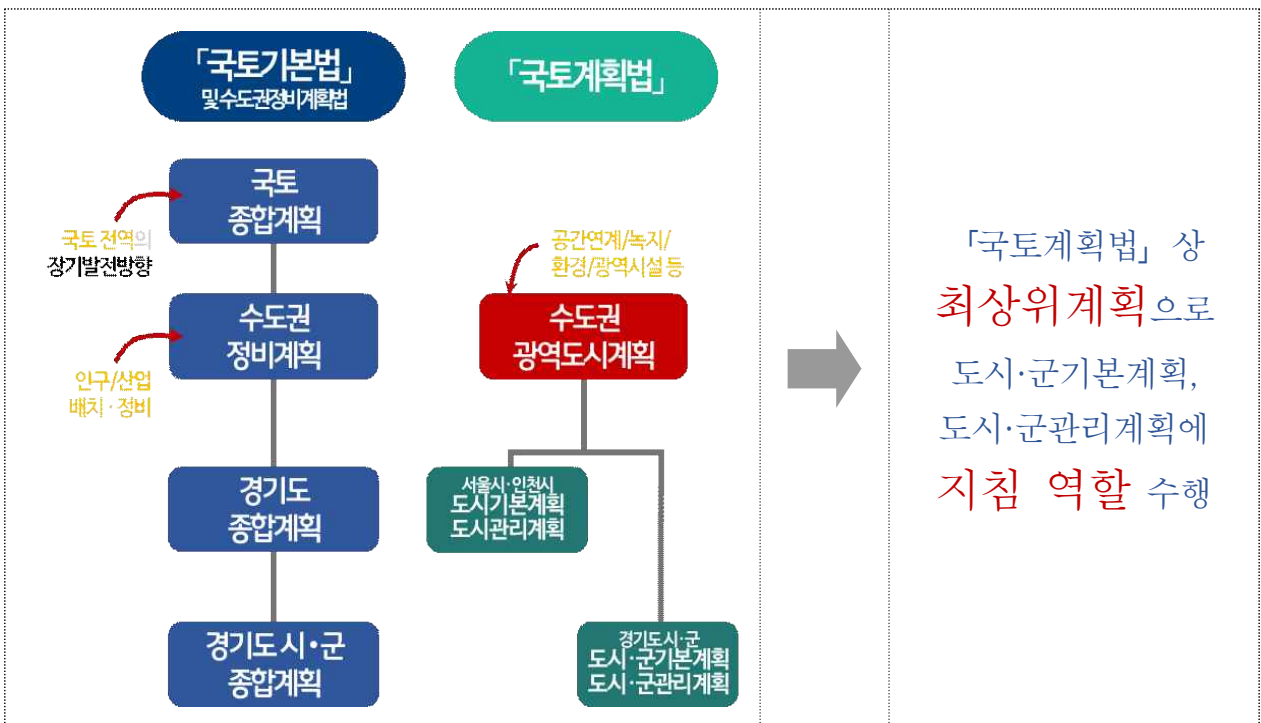 「국토기본법」
및 수도권정비계획법
「국토계획법」
국토
종합계획
국토 전역의
장기발전방향
공간연계/녹지/
환경/광역시설 등
수도권
정비계획
인구/산업
배치·정비
수도권
광역도시계획
경기도
종합계획
서울시·인천시
도시기본계획
도시관리계획
경기도 시·군
종합계획
경기도 시·군
도시·군기본계획
도시·군관리계획
「국토계획법」 상
최상위계획으로
도시·군기본계획,
도시·군관리계획에
지침 역할 수행